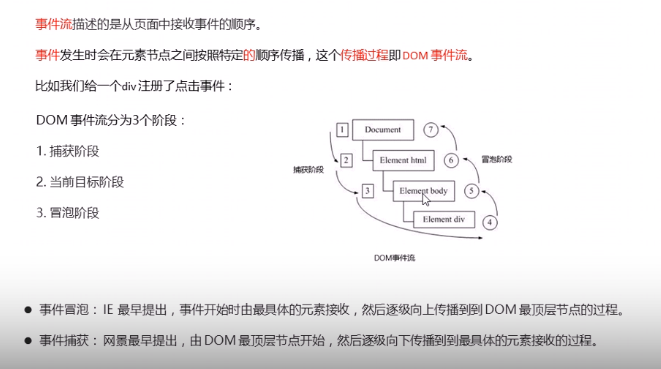 事件流描述的是从页面中接收事件的顺序。
事件发生时会在元素节点之间按照特定的顺序传播，这个传播过程即DOM 事件流。
比如我们给一个div 注册了点击事件：
DOM 事件流分为3个阶段：
1. 捕获阶段
2. 当前目标阶段
3. 冒泡阶段
1 Document 7
捕获阶段 2 Element html 6 冒泡阶段
3 Element body 5
Element div 4
DOM事件流
● 事件冒泡： IE 最早提出，事件开始时由最具体的元素接收，然后逐级向上传播到到 DOM 最顶层节点的过程。
● 事件捕获： 网景最早提出，由 DOM 最顶层节点开始，然后逐级向下传播到到最具体的元素接收的过程。